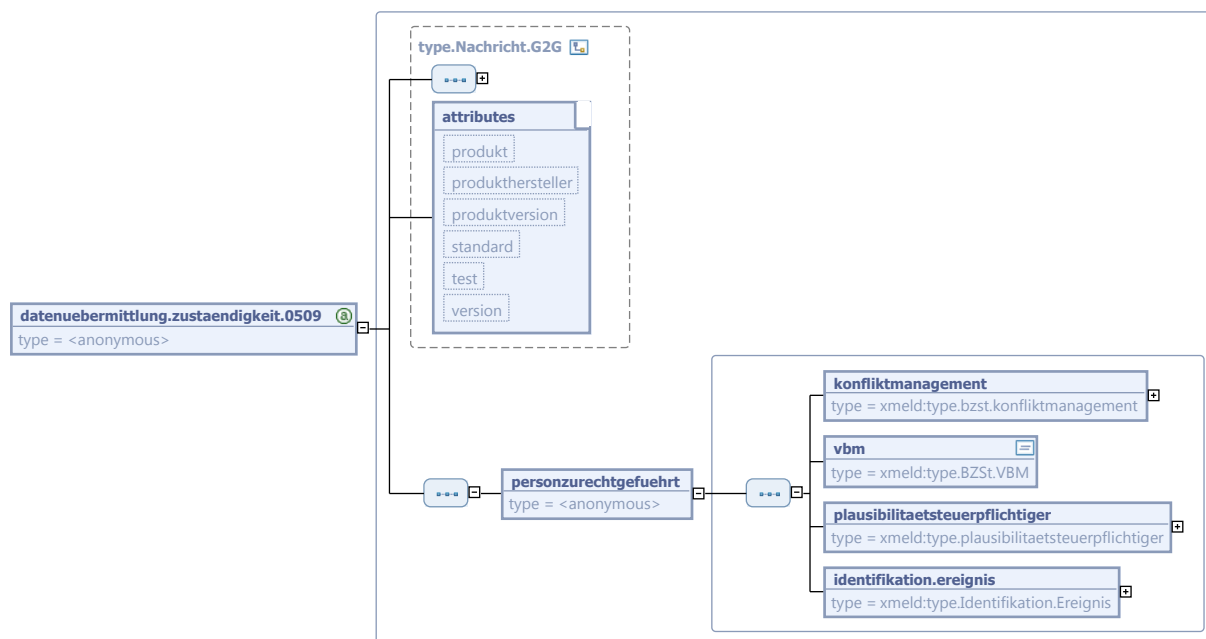 type.Nachricht.G2G
attributes
produkt
produkthersteller
produktversion
standard
test
version
datenuebermittlung.zustaendigkeit.0509
type = <anonymous>
personzurechtgefuehrt
type = <anonymous>
konfliktmanagement
type = xmeld:type.bzst.konfliktmanagement
vbm
type = xmeld:type.BZSt.VBM
plausibilitaetsteuerpflichtiger
type = xmeld:type.plausibilitaetsteuerpflichtiger
identifikation.ereignis
type = xmeld:type.Identifikation.Ereignis